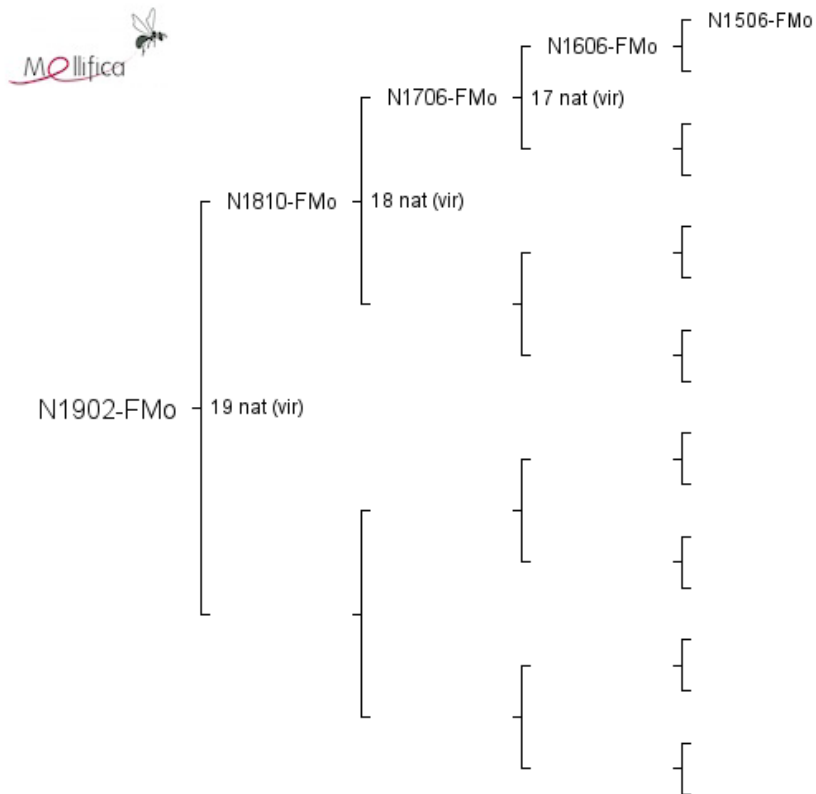 Mellifica
N1506-FMo
N1606-FMo
N1706-FMo
17 nat (vir)
N1810-FMo
18 nat (vir)
N1902-FMo
19 nat (vir)